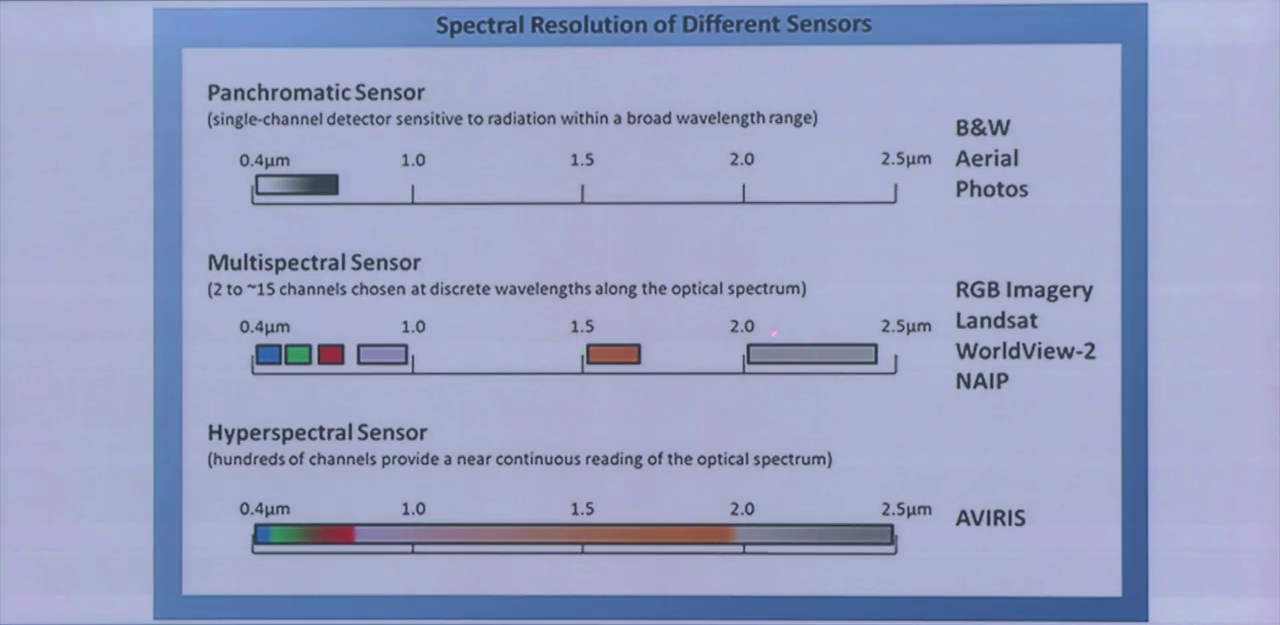 Spectral Resolution of Different Sensors
Panchromatic Sensor
(single-channel detector sensitive to radiation within a broad wavelength range)
0.4µm 1.0 1.5 2.0 2.5µm
B&W
Aerial
Photos
Multispectral Sensor
(2 to ~15 channels chosen at discrete wavelengths along the optical spectrum)
0.4µm 1.0 1.5 2.0 2.5µm
RGB Imagery
Landsat
WorldView-2
NAIP
Hyperspectral Sensor
(hundreds of channels provide a near continuous reading of the optical spectrum)
0.4µm 1.0 1.5 2.0 2.5µm
AVIRIS